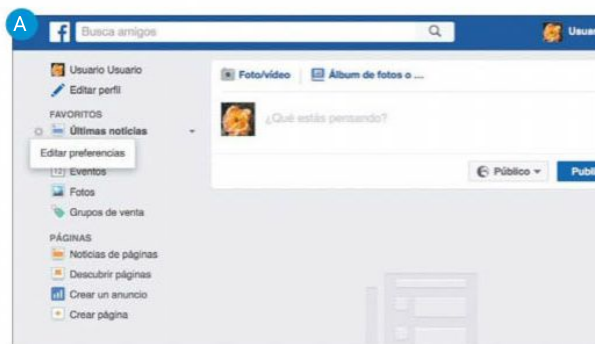 A
f Busca amigos
Usuar
Usuario Usuario
Editar perfil
FAVORITOS
Últimas noticias
Editar preferencias
12 Eventos
Fotos
Grupos de venta
PÁGINAS
Noticias de páginas
Descubrir páginas
Crear un anuncio
Crear página
Foto/vídeo
Álbum de fotos o ...
¿Qué estás pensando?
Público
Publi